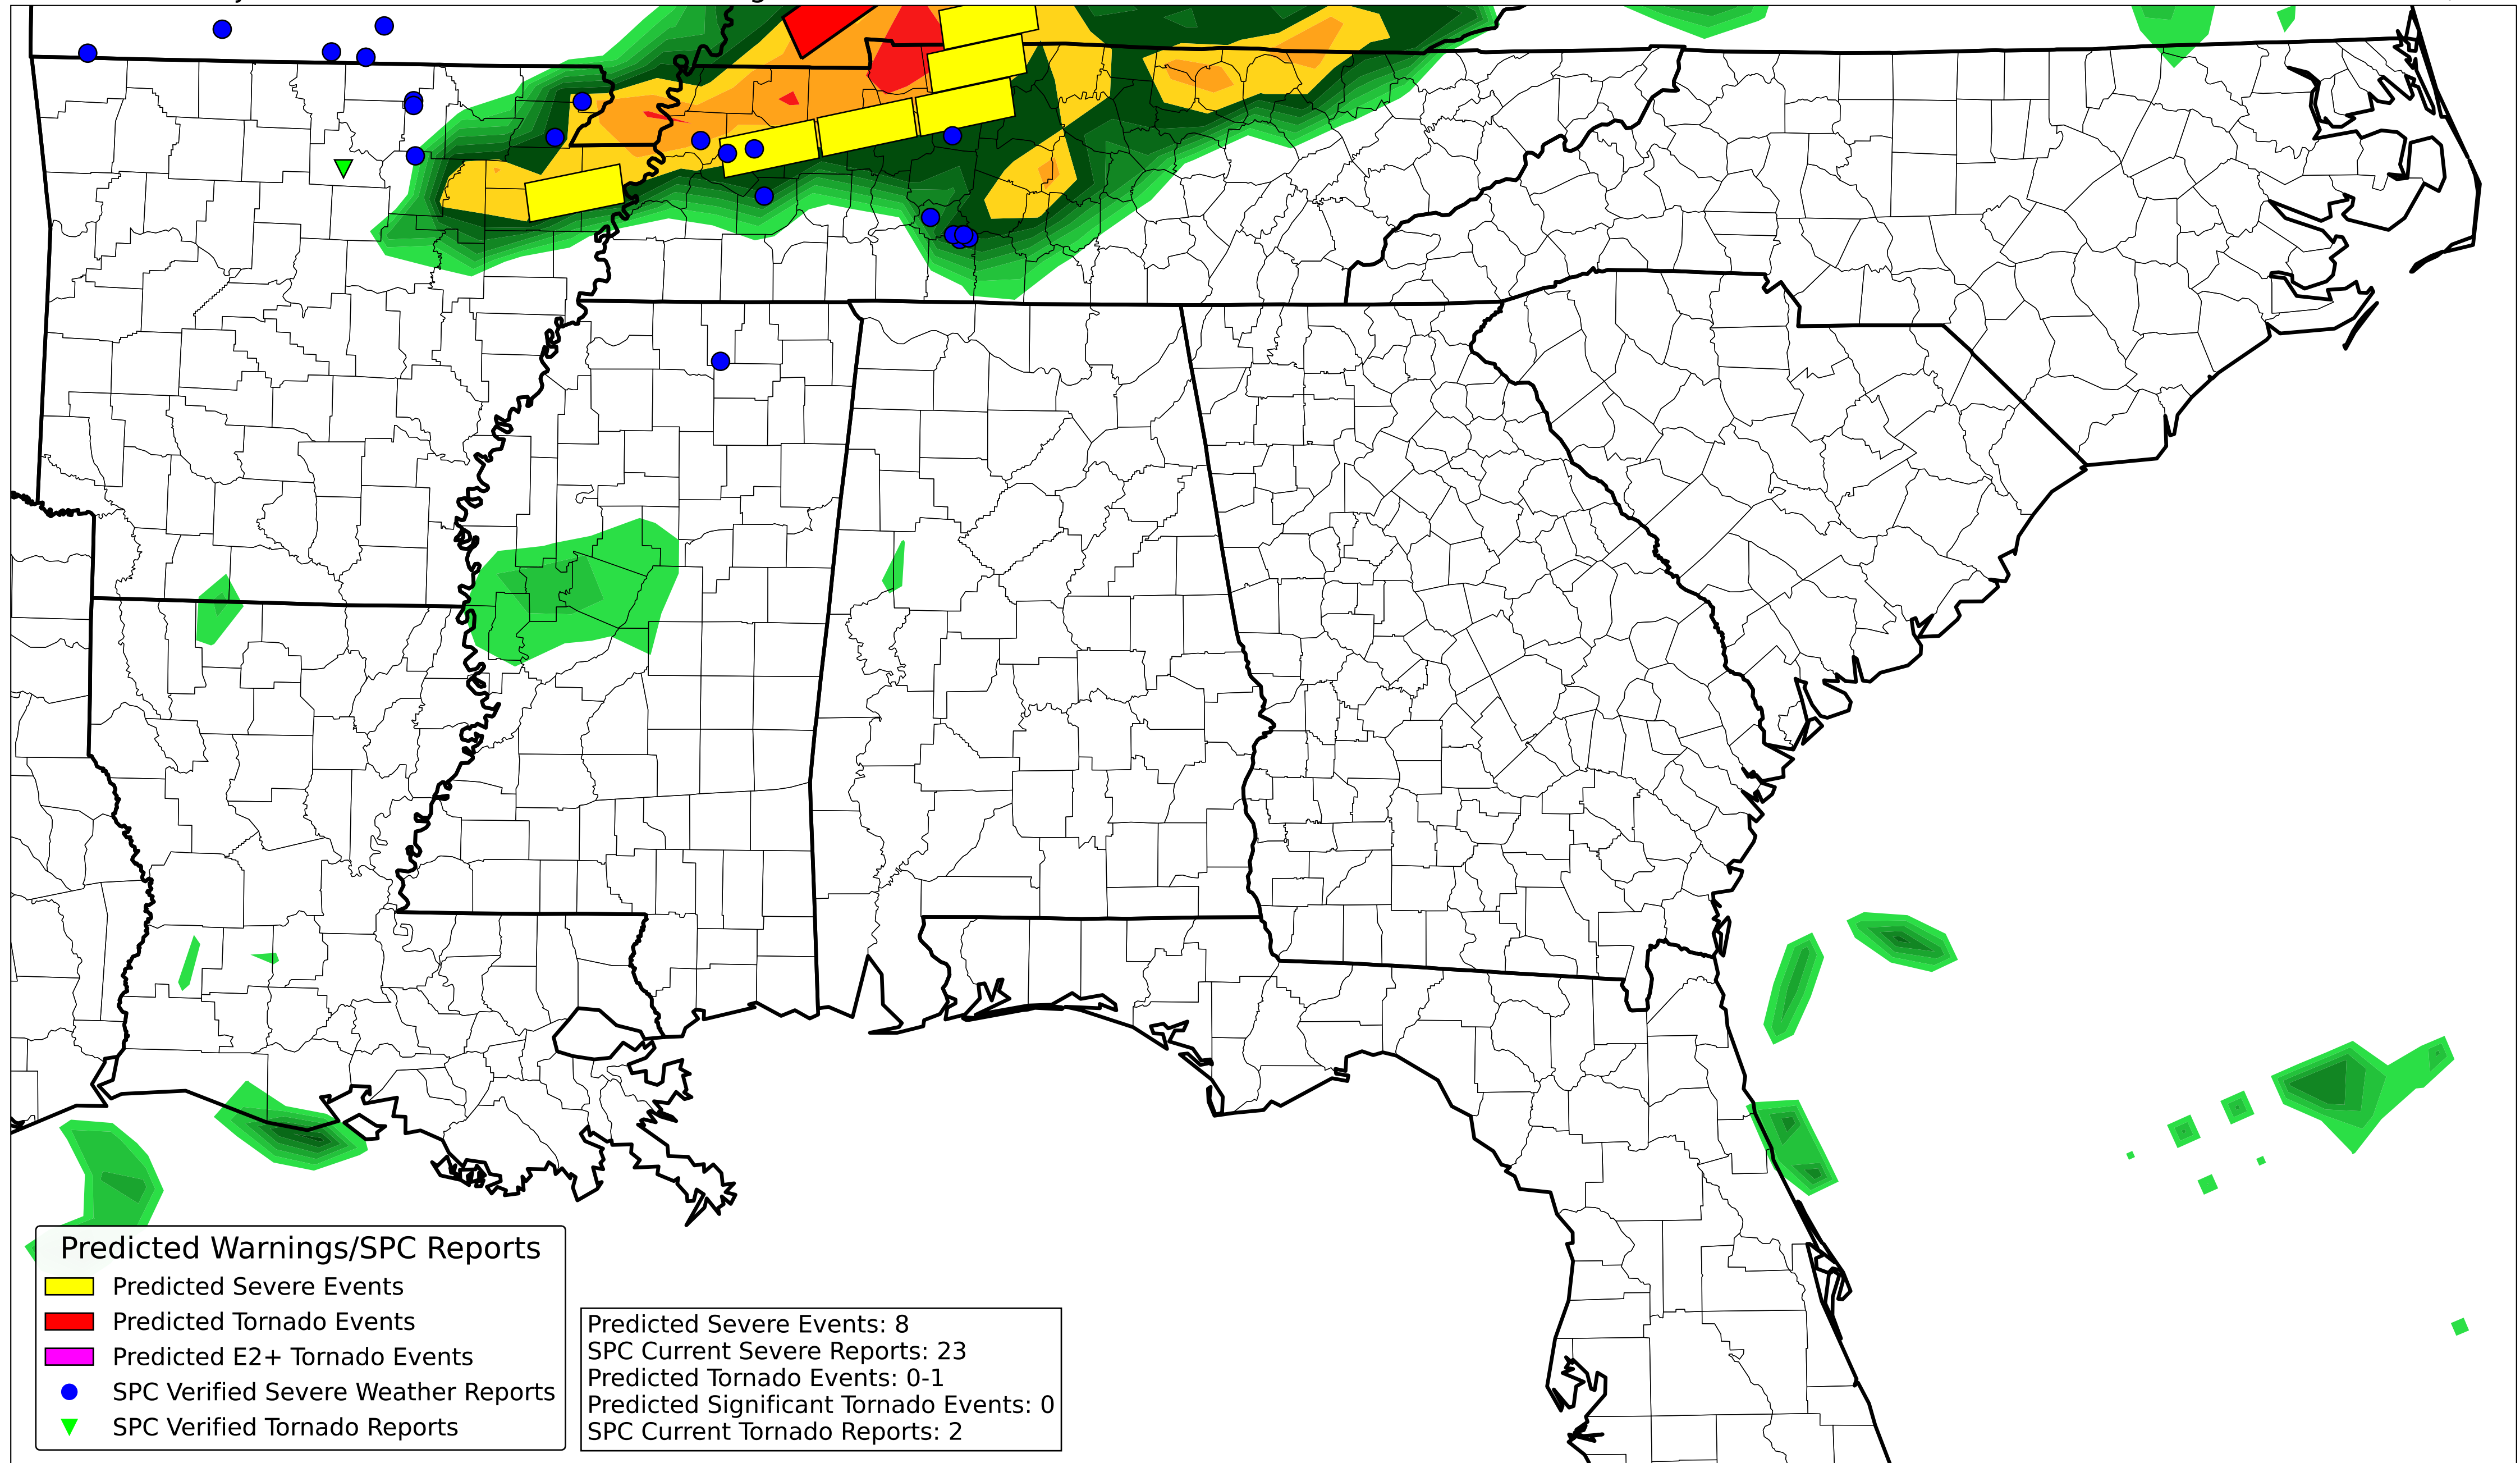 Predicted Warnings/SPC Reports
Predicted Severe Events
Predicted Tornado Events
Predicted E2+ Tornado Events
SPC Verified Severe Weather Reports
SPC Verified Tornado Reports
Predicted Severe Events: 8
SPC Current Severe Reports: 23
Predicted Tornado Events: 0-1
Predicted Significant Tornado Events: 0
SPC Current Tornado Reports: 2